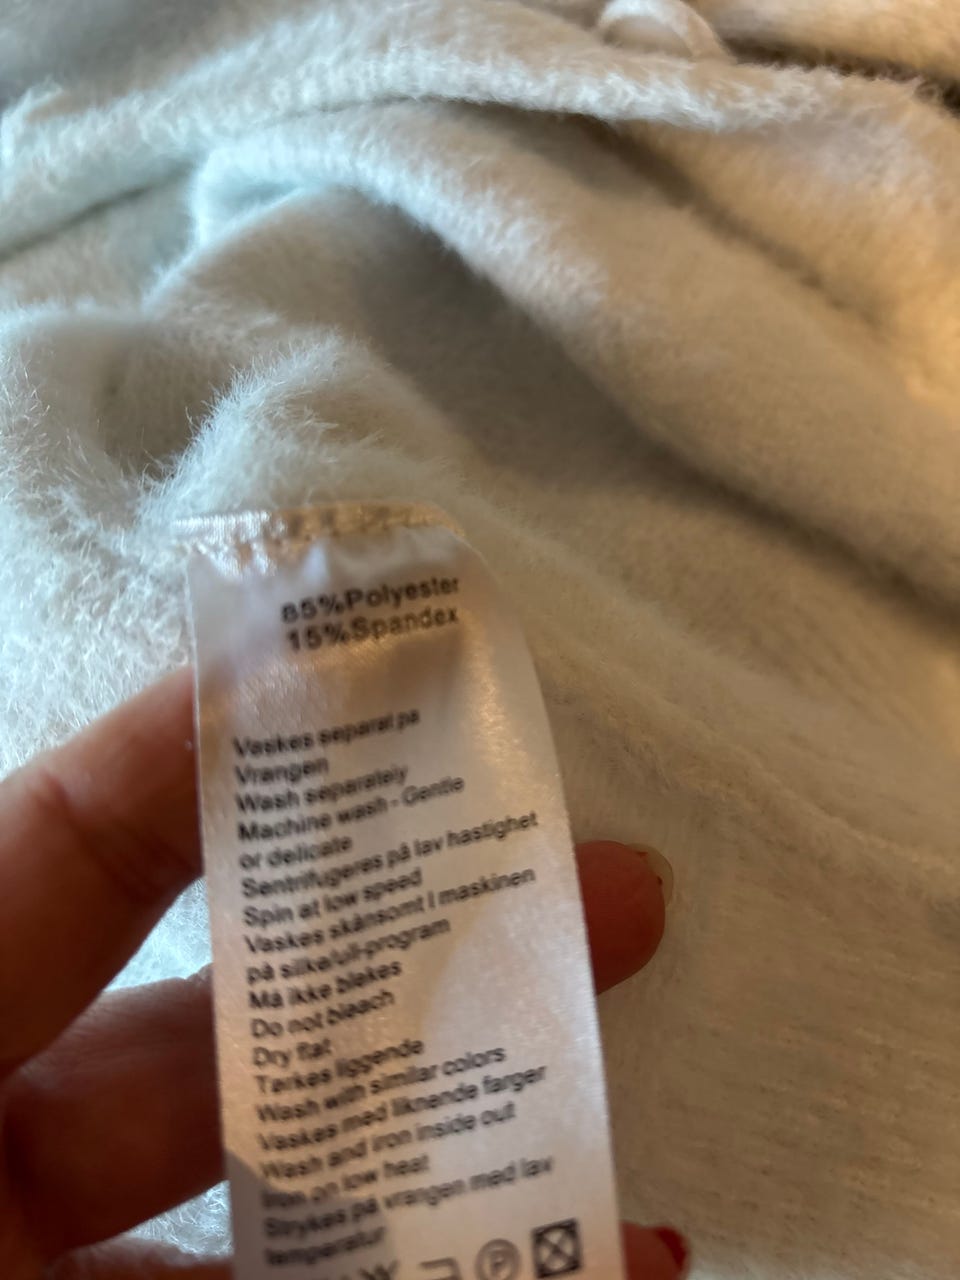 85%Polyester
15%Spandex
Vaskes separat på
Vrangen
Wash separately
Machine wash - Gentle
or delicate
Sentrifugeres på lav hastighet
Spin at low speed
Vaskes skånsomt I maskinen
på silke/ull-program
Må ikke blekes
Do not bleach
Dry flat
Tørkes liggende
Wash with similar colors
Vaskes med liknende farger
Wash and iron inside out
Iron on low heat
Strykes på vrangen med lav
temperatur
P